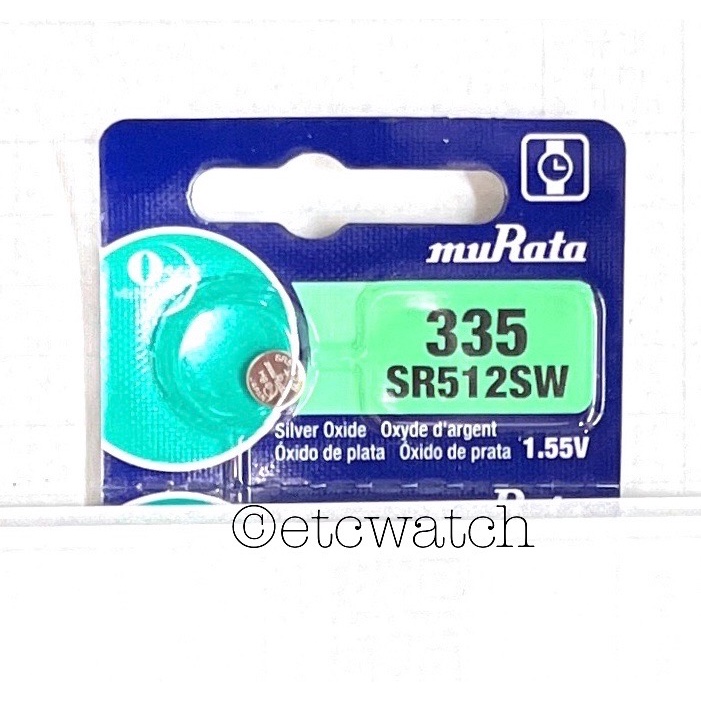 muRata
335
SR512SW
Silver Oxide Oxyde d'argent
Óxido de plata Óxido de prata 1.55V
©etcwatch